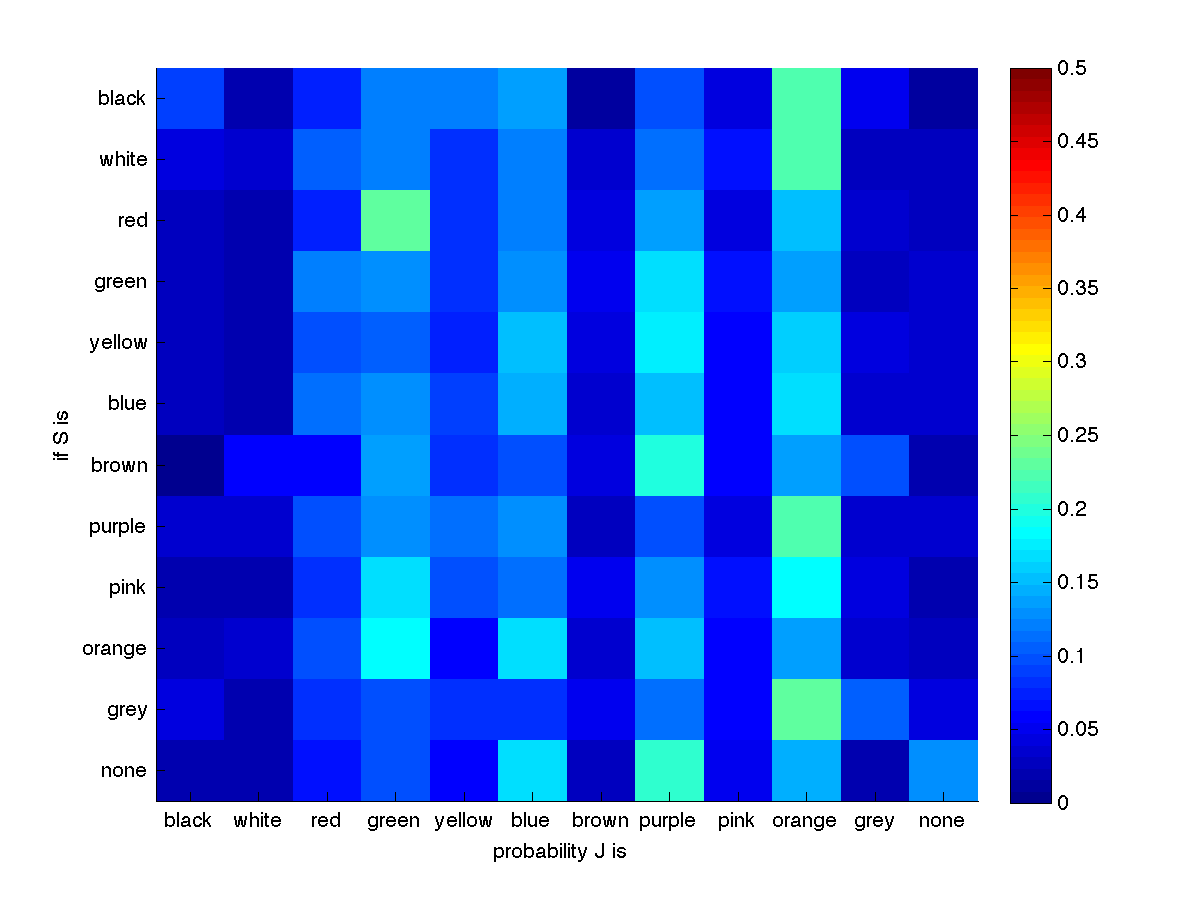 black
white
red
green
yellow
blue
brown
purple
pink
orange
grey
none
if S is
black white red green yellow blue brown purple pink orange grey none
probability J is
0.5
0.45
0.4
0.35
0.3
0.25
0.2
0.15
0.1
0.05
0